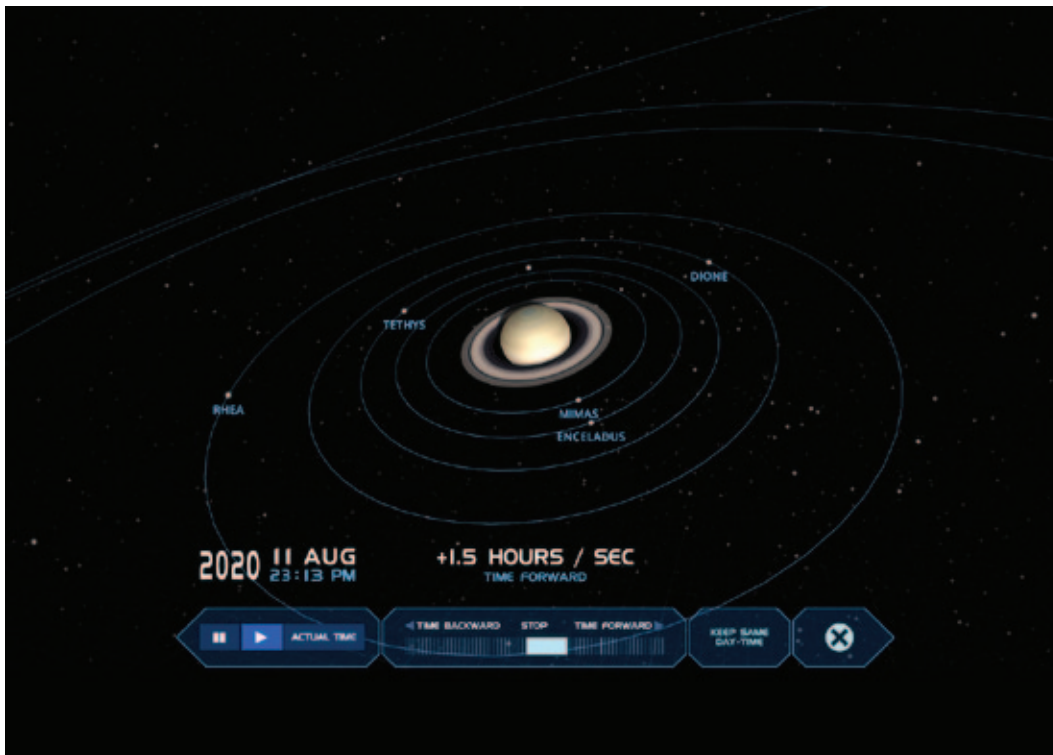 DIONE
TETHYS
RHEA
MIMAS
ENCELADUS
2020 11 AUG
23:13 PM
+1.5 HOURS / SEC
TIME FORWARD
ACTUAL TIME
TIME BACKWARD STOP TIME FORWARD
KEEP SAME
DAY-TIME